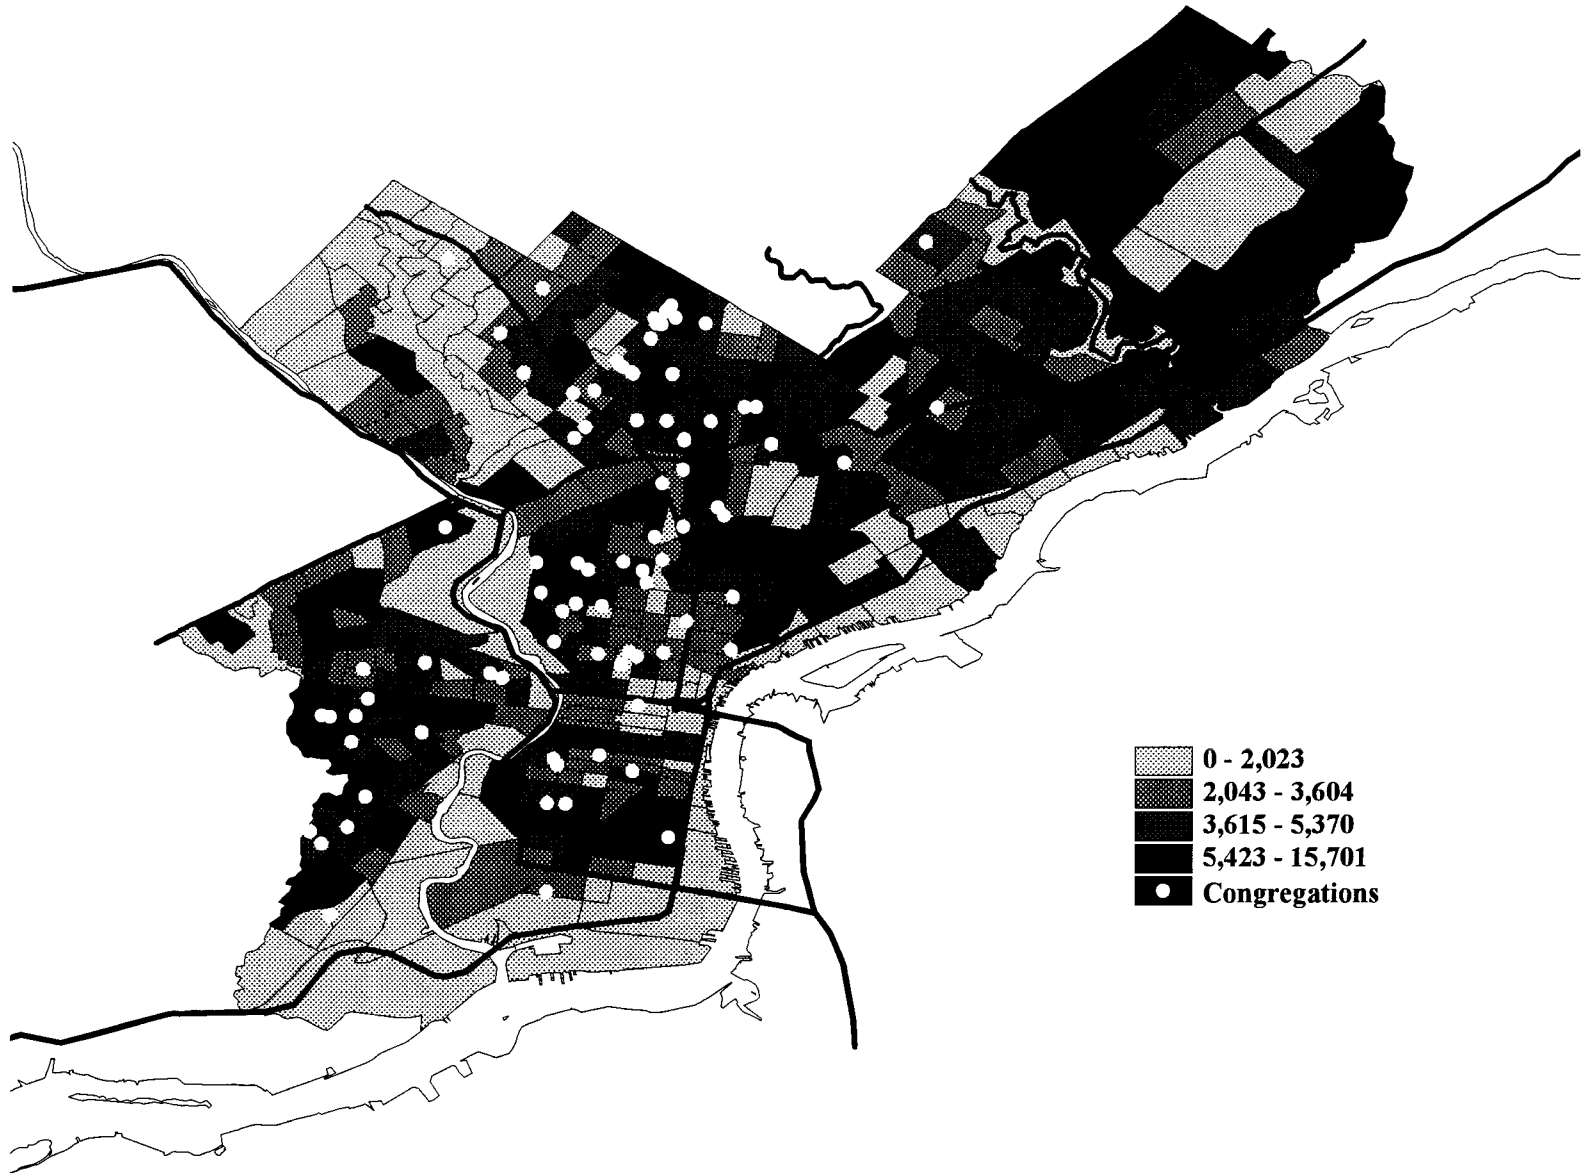 0 - 2,023
2,043 - 3,604
3,615 - 5,370
5,423 - 15,701
Congregations